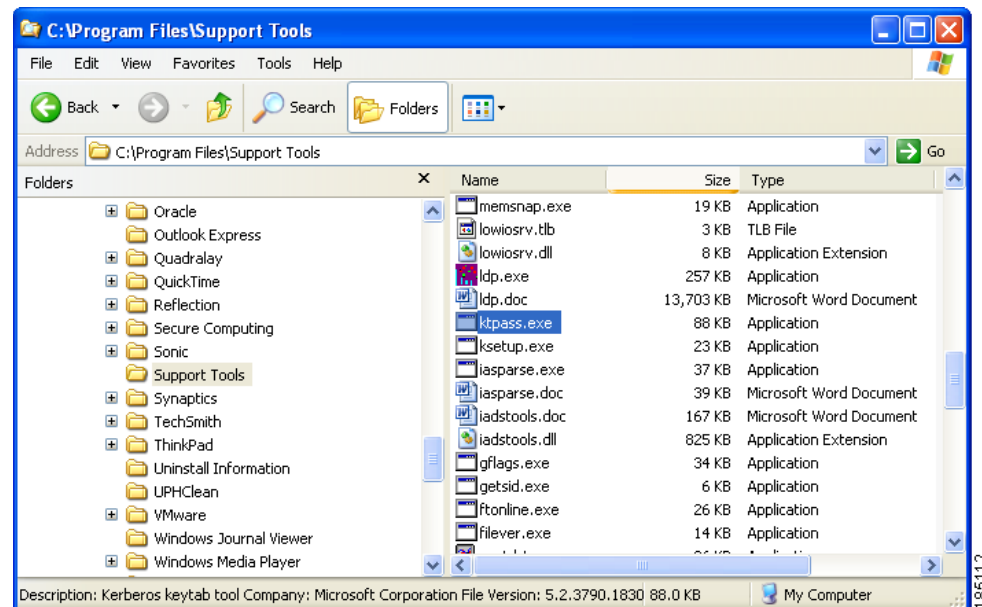 C:\Program Files\Support Tools
File Edit View Favorites Tools Help
Back Search Folders
Address C:\Program Files\Support Tools Go
Folders x Name Size Type
Oracle
Outlook Express
Quadralay
QuickTime
Reflection
Secure Computing
Sonic
Support Tools
Synaptics
TechSmith
ThinkPad
Uninstall Information
UPHClean
VMware
Windows Journal Viewer
Windows Media Player
memsnap.exe 19 KB Application
lowiosrv.tlb 3 KB TLB File
lowiosrv.dll 8 KB Application Extension
ldp.exe 257 KB Application
ldp.doc 13,703 KB Microsoft Word Document
ktpass.exe 88 KB Application
ksetup.exe 23 KB Application
iasparse.exe 37 KB Application
iasparse.doc 39 KB Microsoft Word Document
iadstools.doc 167 KB Microsoft Word Document
iadstools.dll 825 KB Application Extension
gflags.exe 34 KB Application
getsid.exe 6 KB Application
ftonline.exe 26 KB Application
filever.exe 14 KB Application
Description: Kerberos keytab tool Company: Microsoft Corporation File Version: 5.2.3790.1830 88.0 KB My Computer
185112